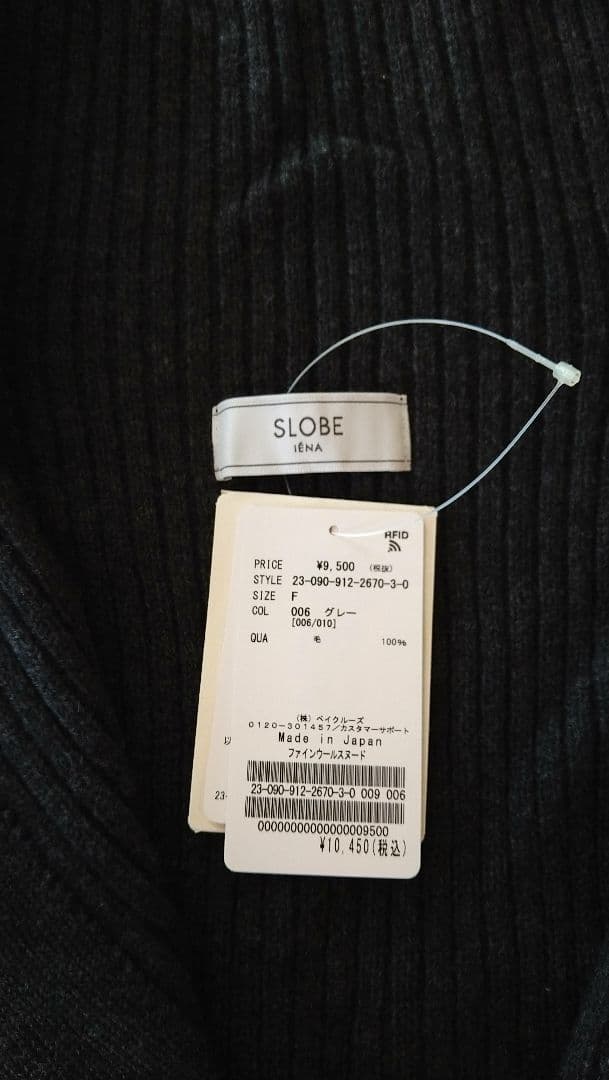 SLOBE
IÉNA
RFID
PRICE ¥9,500 (税抜)
STYLE 23-090-912-2670-3-0
SIZE F
COL 006 グレー
[006/010]
QUA 毛 100%
(株)ベイクルーズ
0120-301457/カスタマーサポート
Made in Japan
ファインウールスヌード
23-090-912-2670-3-0 009 006
23-
00000000000000009500
¥10,450(税込)